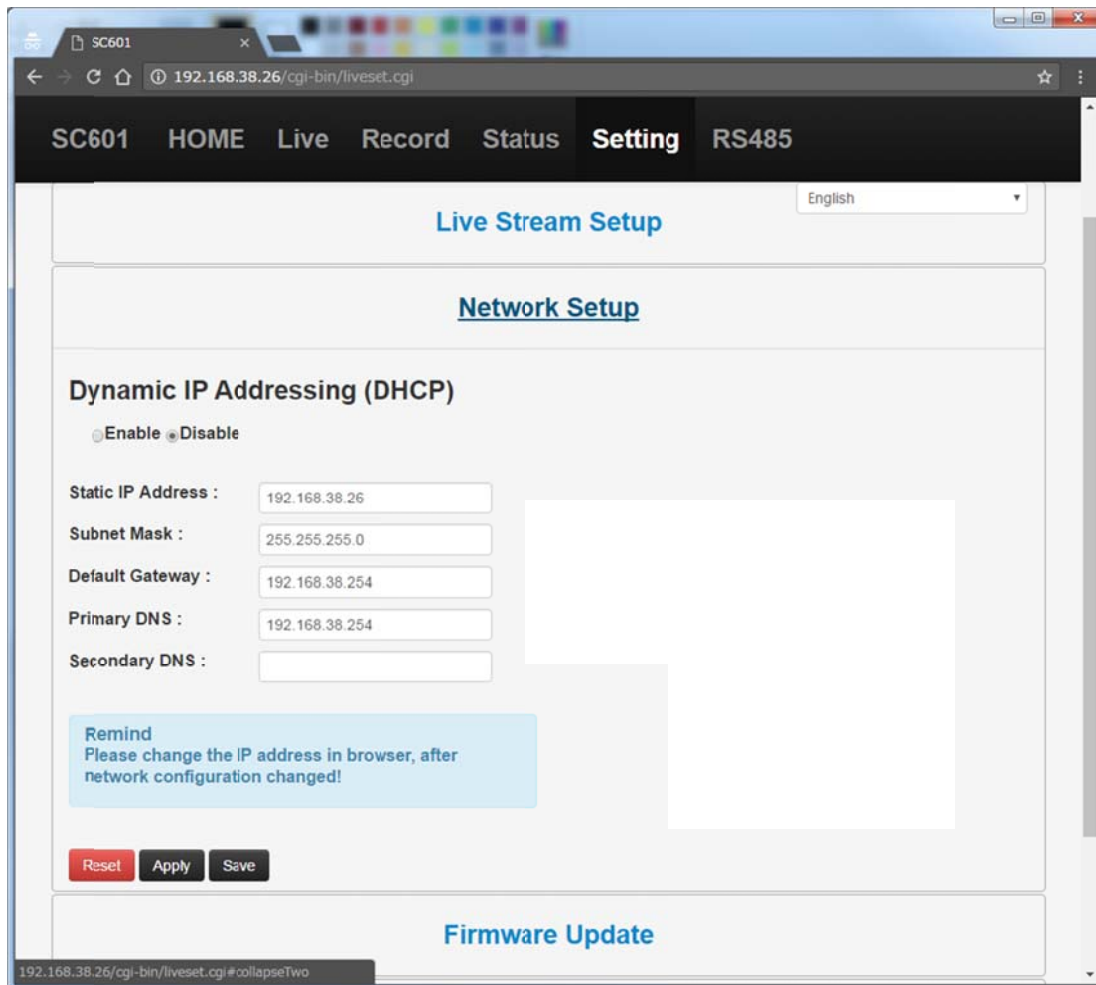 SC601
192.168.38.26/cgi-bin/liveset.cgi
SC601 HOME Live Record Status Setting RS485
English
Live Stream Setup
Network Setup
Dynamic IP Addressing (DHCP)
Enable Disable
Static IP Address : 192.168.38.26
Subnet Mask : 255.255.255.0
Default Gateway : 192.168.38.254
Primary DNS : 192.168.38.254
Secondary DNS :
Remind
Please change the IP address in browser, after
network configuration changed!
Reset Apply Save
Firmware Update
192.168.38.26/cgi-bin/liveset.cgi#collapseTwo